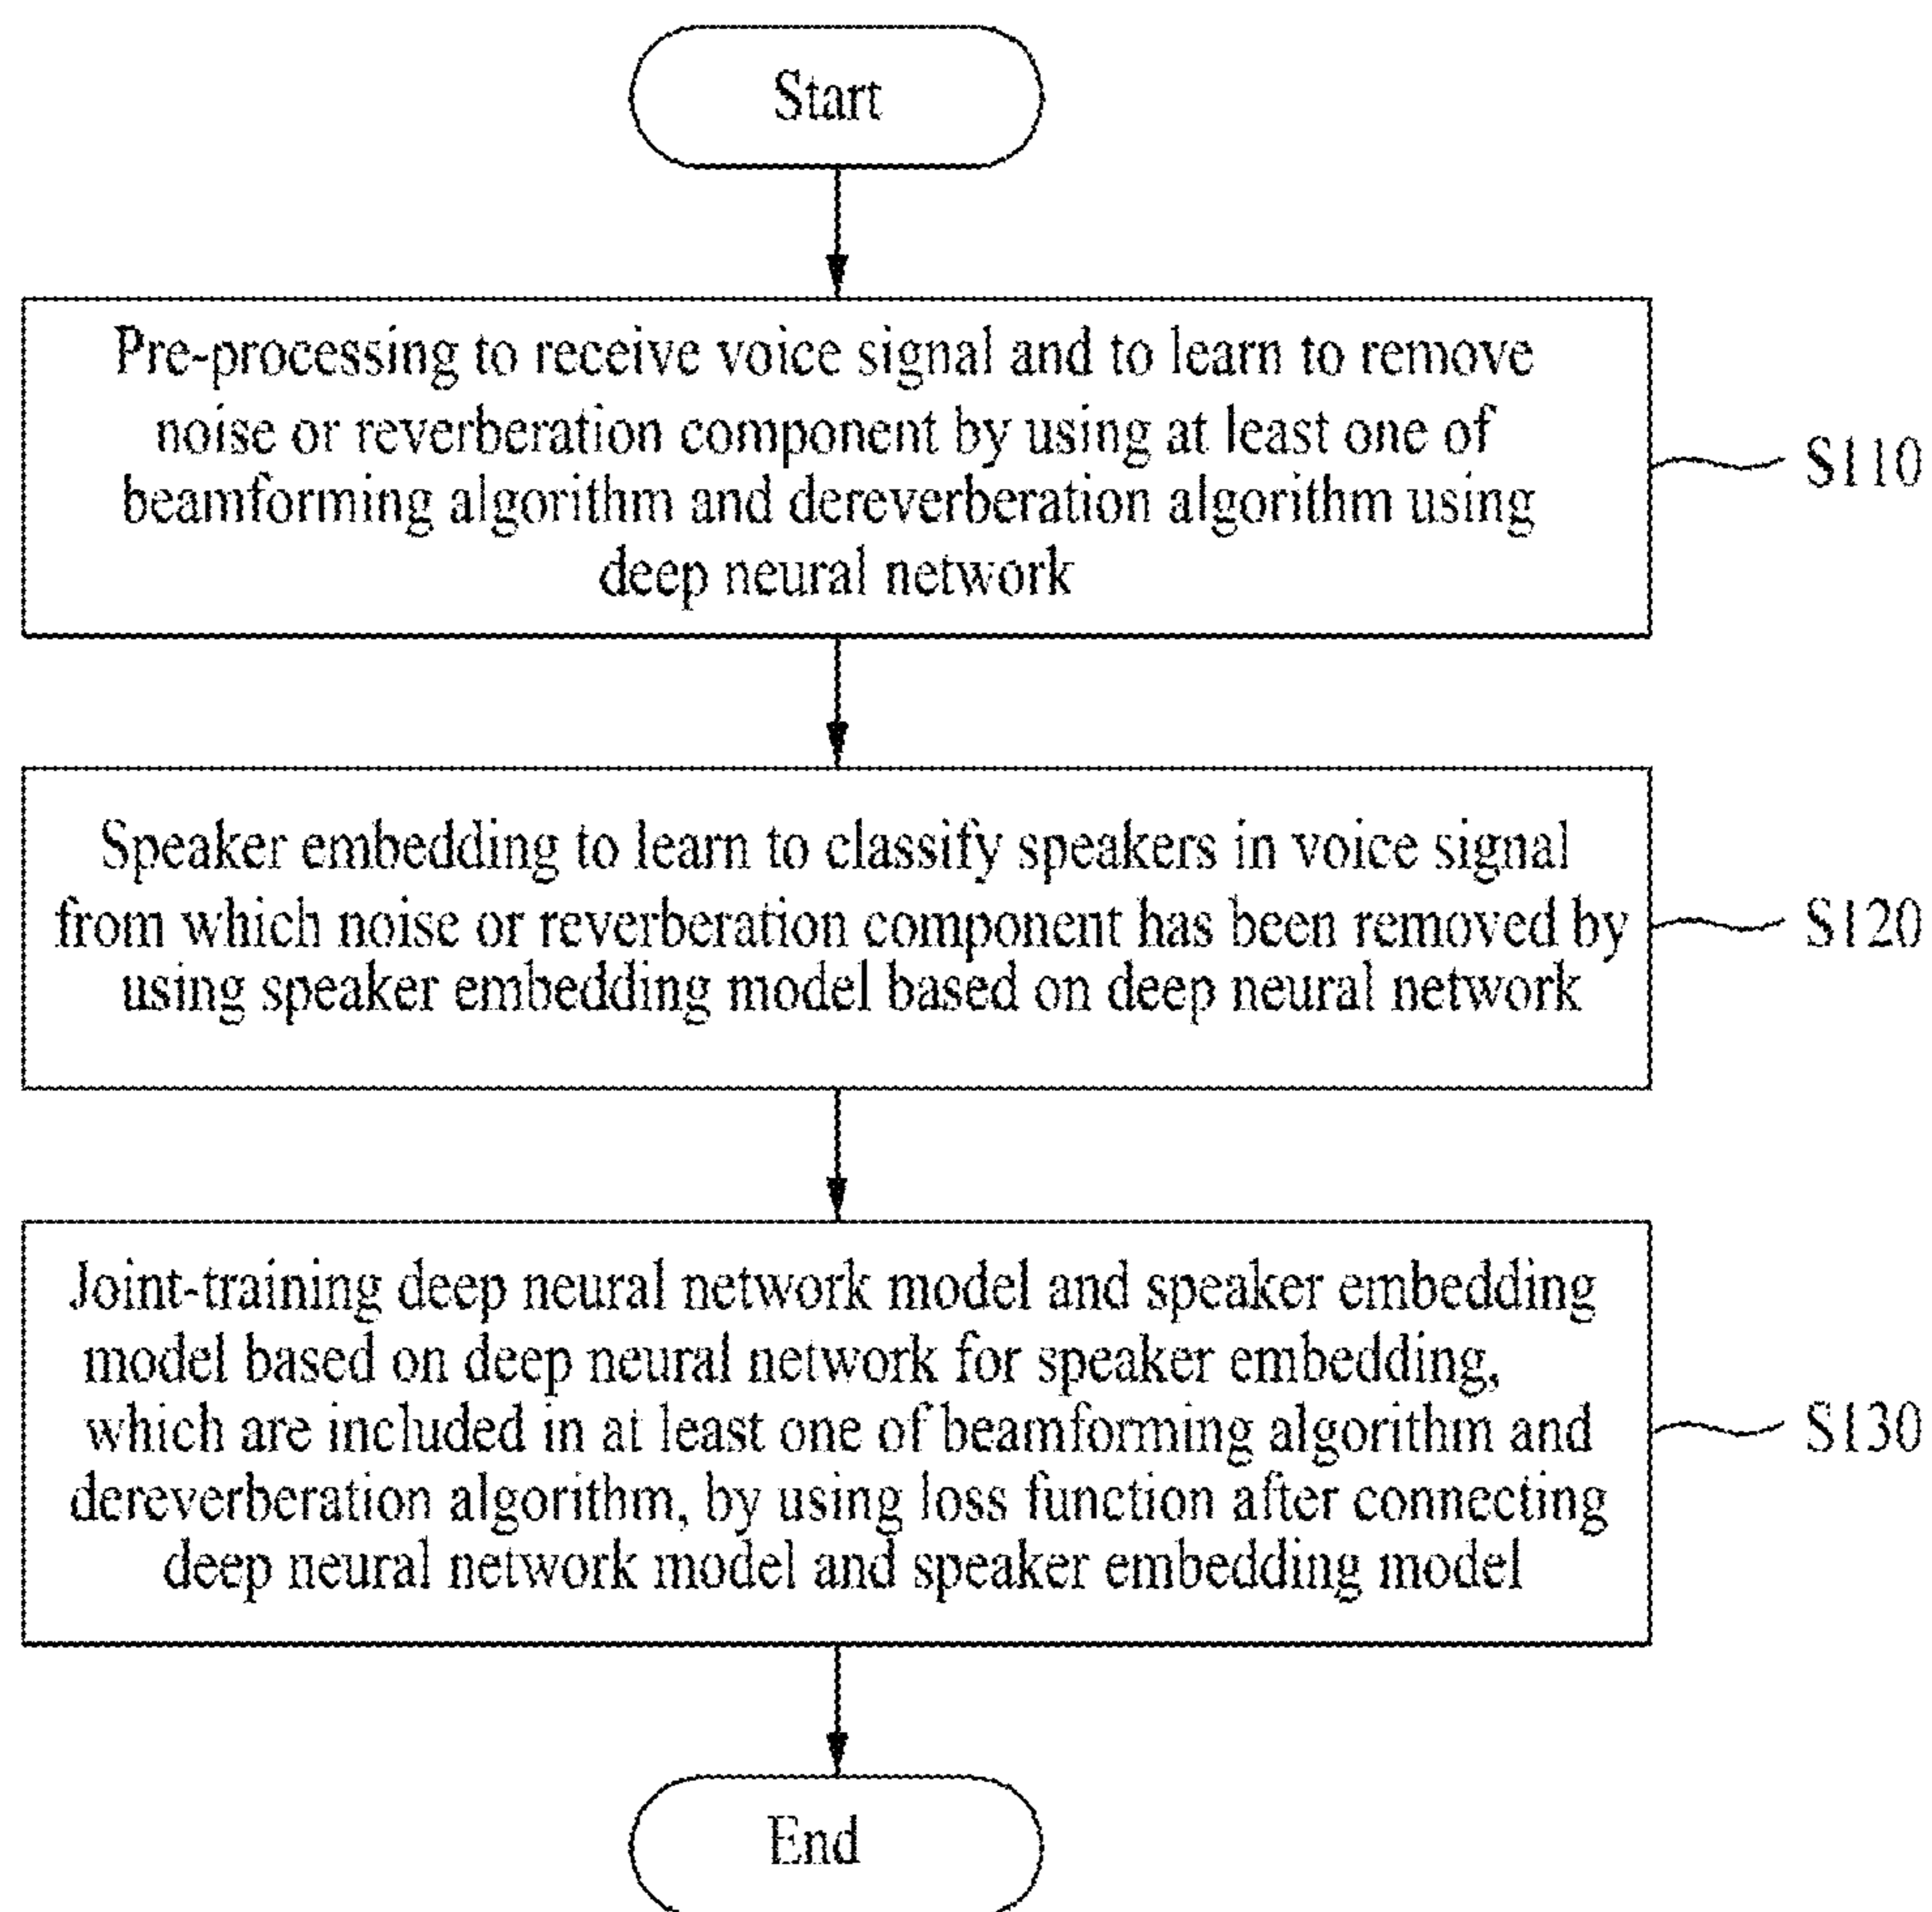 Start
Pre-processing to receive voice signal and to learn to remove
noise or reverberation component by using at least one of
beamforming algorithm and dereverberation algorithm using
deep neural network
S110
Speaker embedding to learn to classify speakers in voice signal
from which noise or reverberation component has been removed by
using speaker embedding model based on deep neural network
S120
Joint-training deep neural network model and speaker embedding
model based on deep neural network for speaker embedding,
which are included in at least one of beamforming algorithm and
dereverberation algorithm, by using loss function after connecting
deep neural network model and speaker embedding model
S130
End